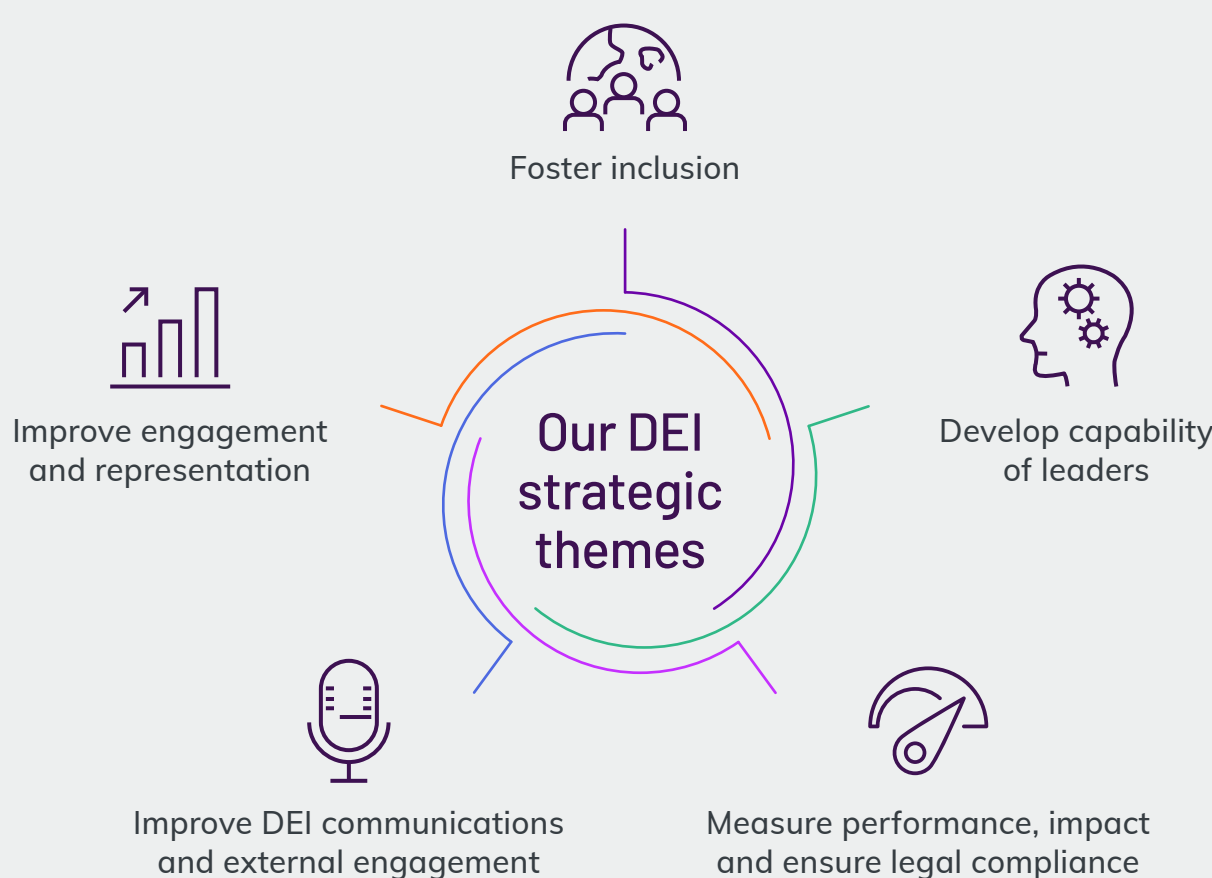 Foster inclusion
Improve engagement
and representation
Our DEI
strategic
themes
Develop capability
of leaders
Improve DEI communications
and external engagement
Measure performance, impact
and ensure legal compliance